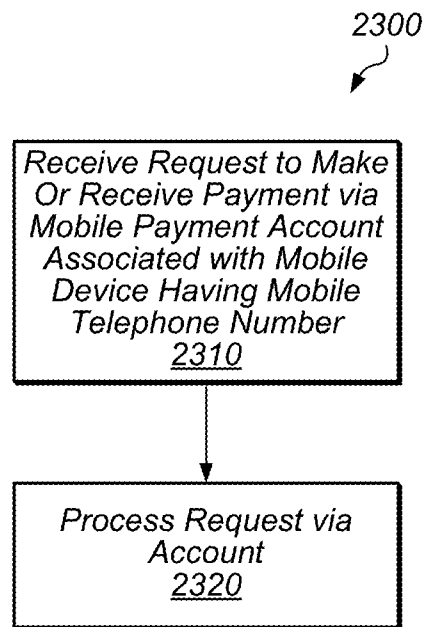 2300
Receive Request to Make
Or Receive Payment via
Mobile Payment Account
Associated with Mobile
Device Having Mobile
Telephone Number
2310
Process Request via
Account
2320